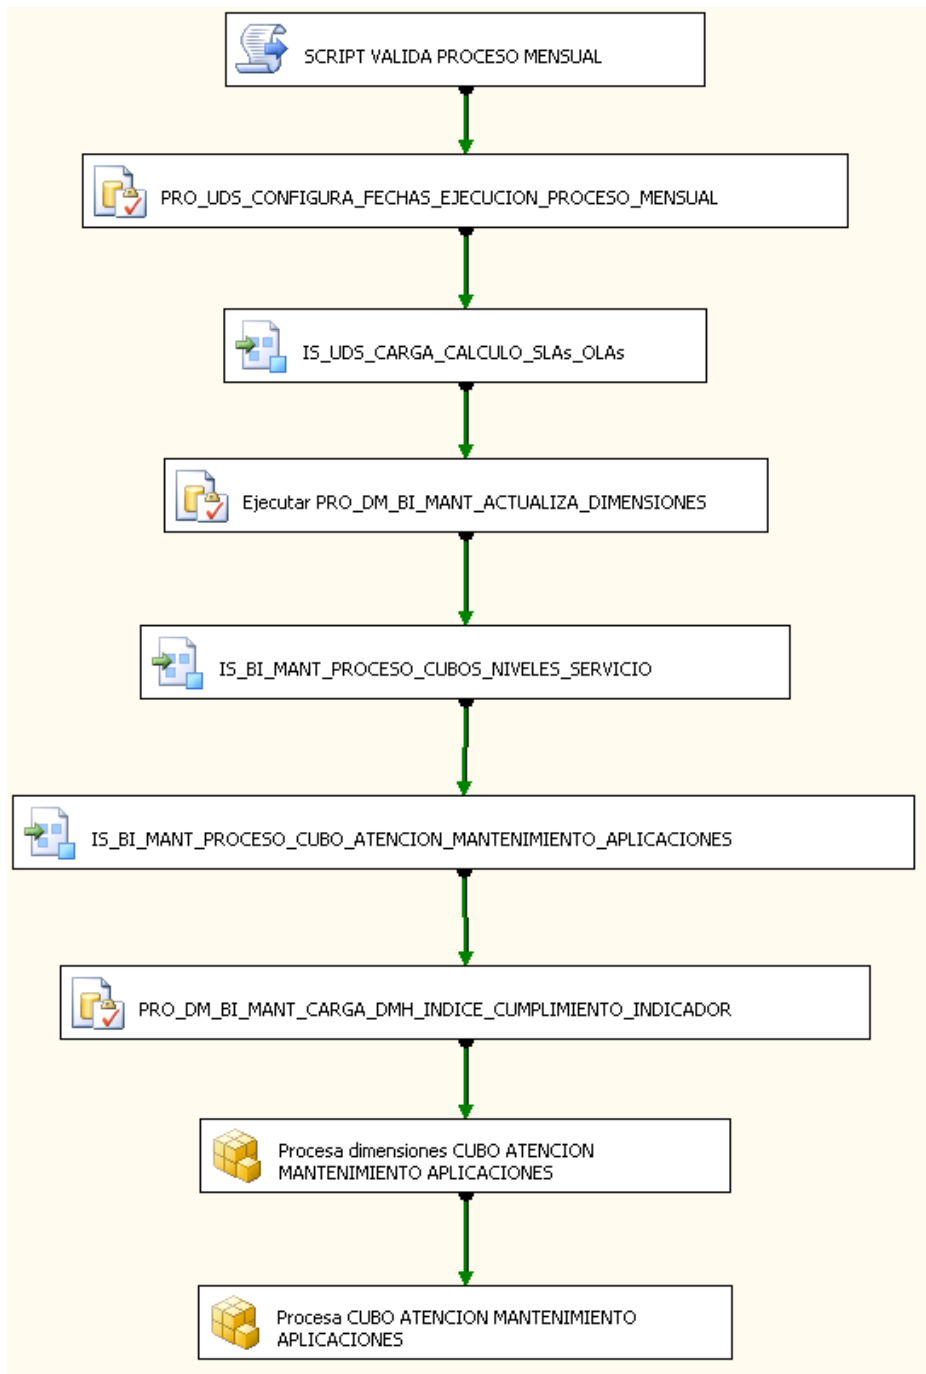 SCRIPT VALIDA PROCESO MENSUAL
PRO_UDS_CONFIGURA_FECHAS_EJECUCION_PROCESO_MENSUAL
IS_UDS_CARGA_CALCULO_SLAs_OLAs
Ejecutar PRO_DM_BI_MANT_ACTUALIZA_DIMENSIONES
IS_BI_MANT_PROCESO_CUBOS_NIVELES_SERVICIO
IS_BI_MANT_PROCESO_CUBO_ATENCION_MANTENIMIENTO_APLICACIONES
PRO_DM_BI_MANT_CARGA_DMH_INDICE_CUMPLIMIENTO_INDICADOR
Procesa dimensiones CUBO ATENCION
MANTENIMIENTO APLICACIONES
Procesa CUBO ATENCION MANTENIMIENTO
APLICACIONES